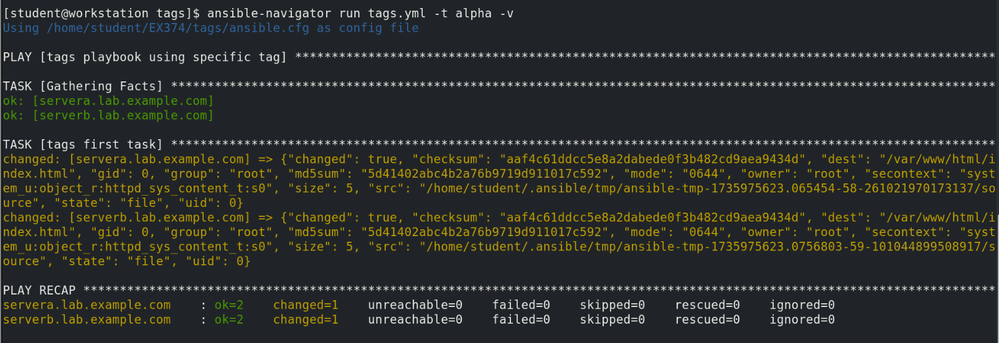 [student@workstation tags]$ ansible-navigator run tags.yml -t alpha -v
Using /home/student/EX374/tags/ansible.cfg as config file
PLAY [tags playbook using specific tag] ************************************************************************************************
TASK [Gathering Facts] *****************************************************************************************************************
ok: [servera.lab.example.com]
ok: [serverb.lab.example.com]
TASK [tags first task] *****************************************************************************************************************
changed: [servera.lab.example.com] => {"changed": true, "checksum": "aaf4c61ddcc5e8a2dabede0f3b482cd9aea9434d", "dest": "/var/www/html/i
ndex.html", "gid": 0, "group": "root", "md5sum": "5d41402abc4b2a76b9719d911017c592", "mode": "0644", "owner": "root", "secontext": "syst
em_u:object_r:httpd_sys_content_t:s0", "size": 5, "src": "/home/student/.ansible/tmp/ansible-tmp-1735975623.065454-58-261021970173137/so
urce", "state": "file", "uid": 0}
changed: [serverb.lab.example.com] => {"changed": true, "checksum": "aaf4c61ddcc5e8a2dabede0f3b482cd9aea9434d", "dest": "/var/www/html/i
ndex.html", "gid": 0, "group": "root", "md5sum": "5d41402abc4b2a76b9719d911017c592", "mode": "0644", "owner": "root", "secontext": "syst
em_u:object_r:httpd_sys_content_t:s0", "size": 5, "src": "/home/student/.ansible/tmp/ansible-tmp-1735975623.0756803-59-101044899508917/s
ource", "state": "file", "uid": 0}
PLAY RECAP *****************************************************************************************************************************
servera.lab.example.com    : ok=2    changed=1    unreachable=0    failed=0    skipped=0    rescued=0    ignored=0
serverb.lab.example.com    : ok=2    changed=1    unreachable=0    failed=0    skipped=0    rescued=0    ignored=0